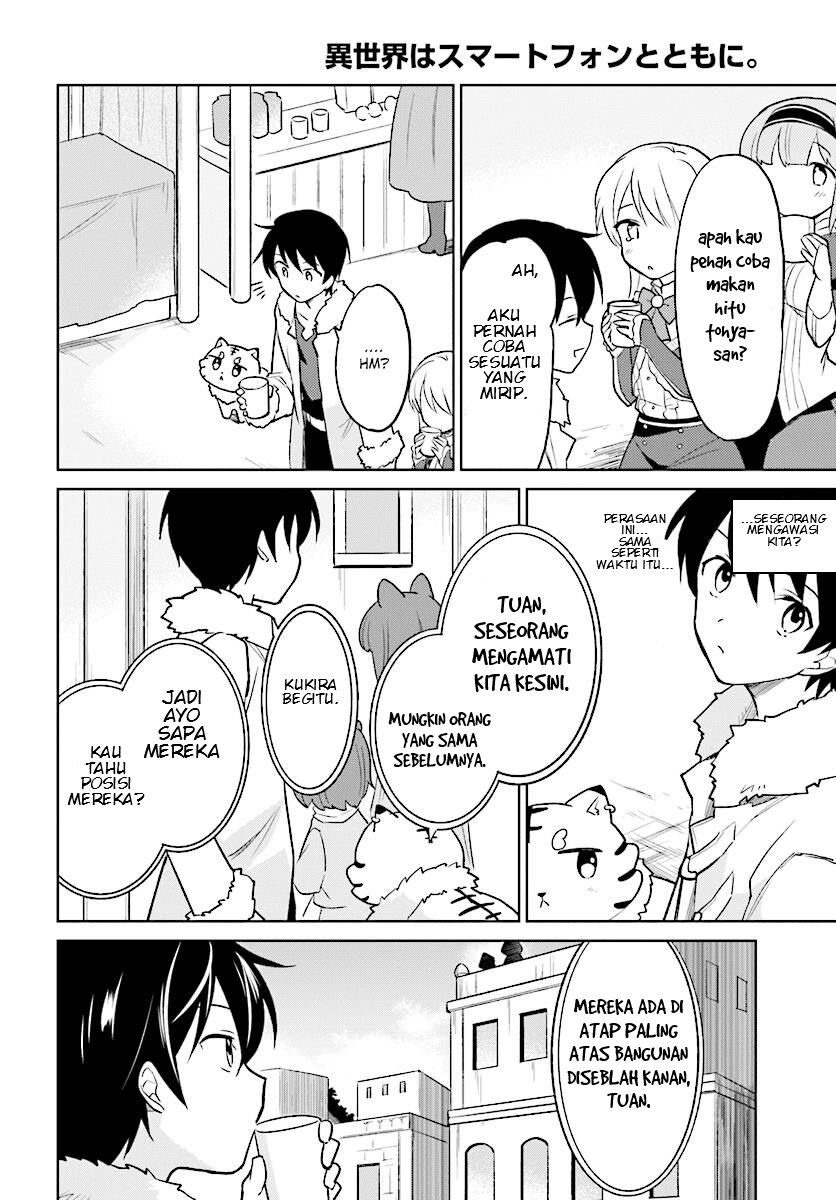 異世界はスマートフォンとともに。
apah kau
penah coba
makan
hitu
tonya-
san?
AH,
AKU
PERNAH
COBA
SESUATU
YANG
MIRIP.
....
HM?
...SESEORANG
MENGAWASI
KITA?
PERASAAN
INI...
SAMA
SEPERTI
WAKTU ITU...
TUAN,
SESEORANG
MENGAMATI
KITA KESINI.
MUNGKIN ORANG
YANG SAMA
SEBELUMNYA.
KUKIRA
BEGITU.
JADI
AYO
SAPA
MEREKA
KAU
TAHU
POSISI
MEREKA?
MEREKA ADA DI
ATAP PALING
ATAS BANGUNAN
DISEBLAH KANAN,
TUAN.